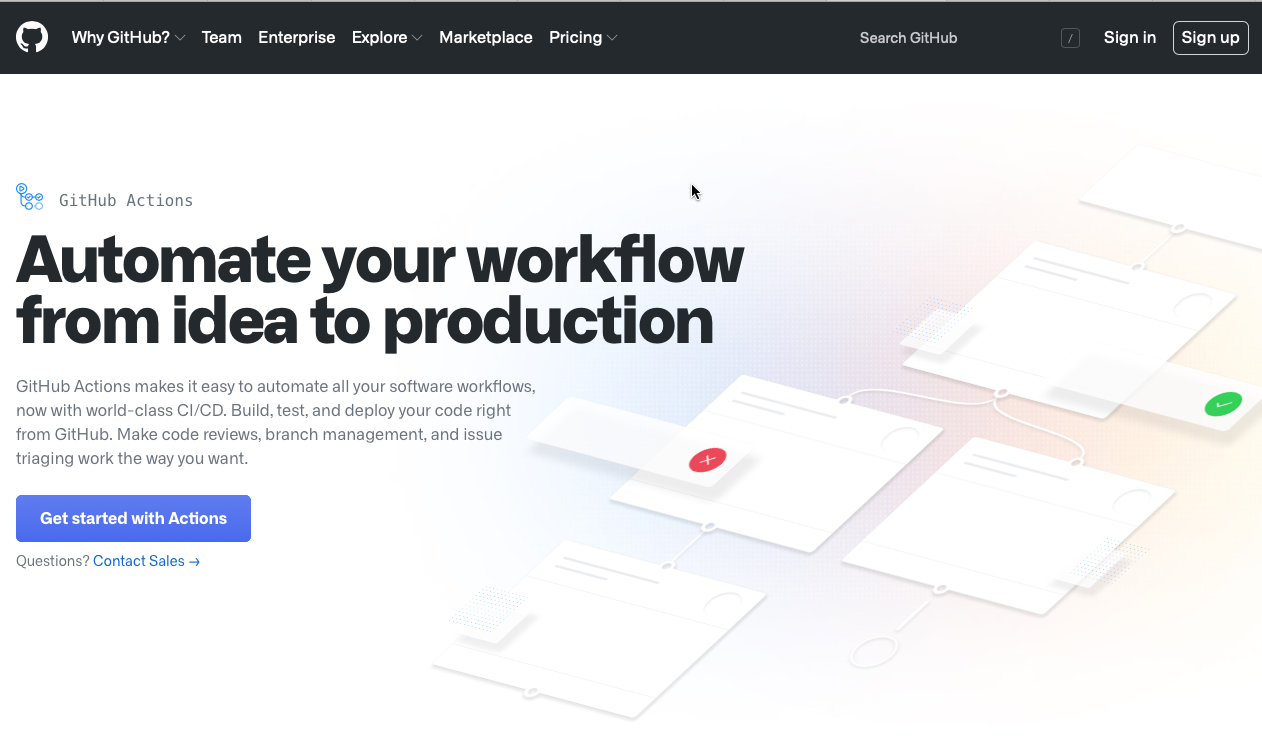 Why GitHub? Team Enterprise Explore Marketplace Pricing Search GitHub / Sign in Sign up
GitHub Actions
Automate your workflow
from idea to production
GitHub Actions makes it easy to automate all your software workflows,
now with world-class CI/CD. Build, test, and deploy your code right
from GitHub. Make code reviews, branch management, and issue
triaging work the way you want.
Get started with Actions
Questions? Contact Sales →